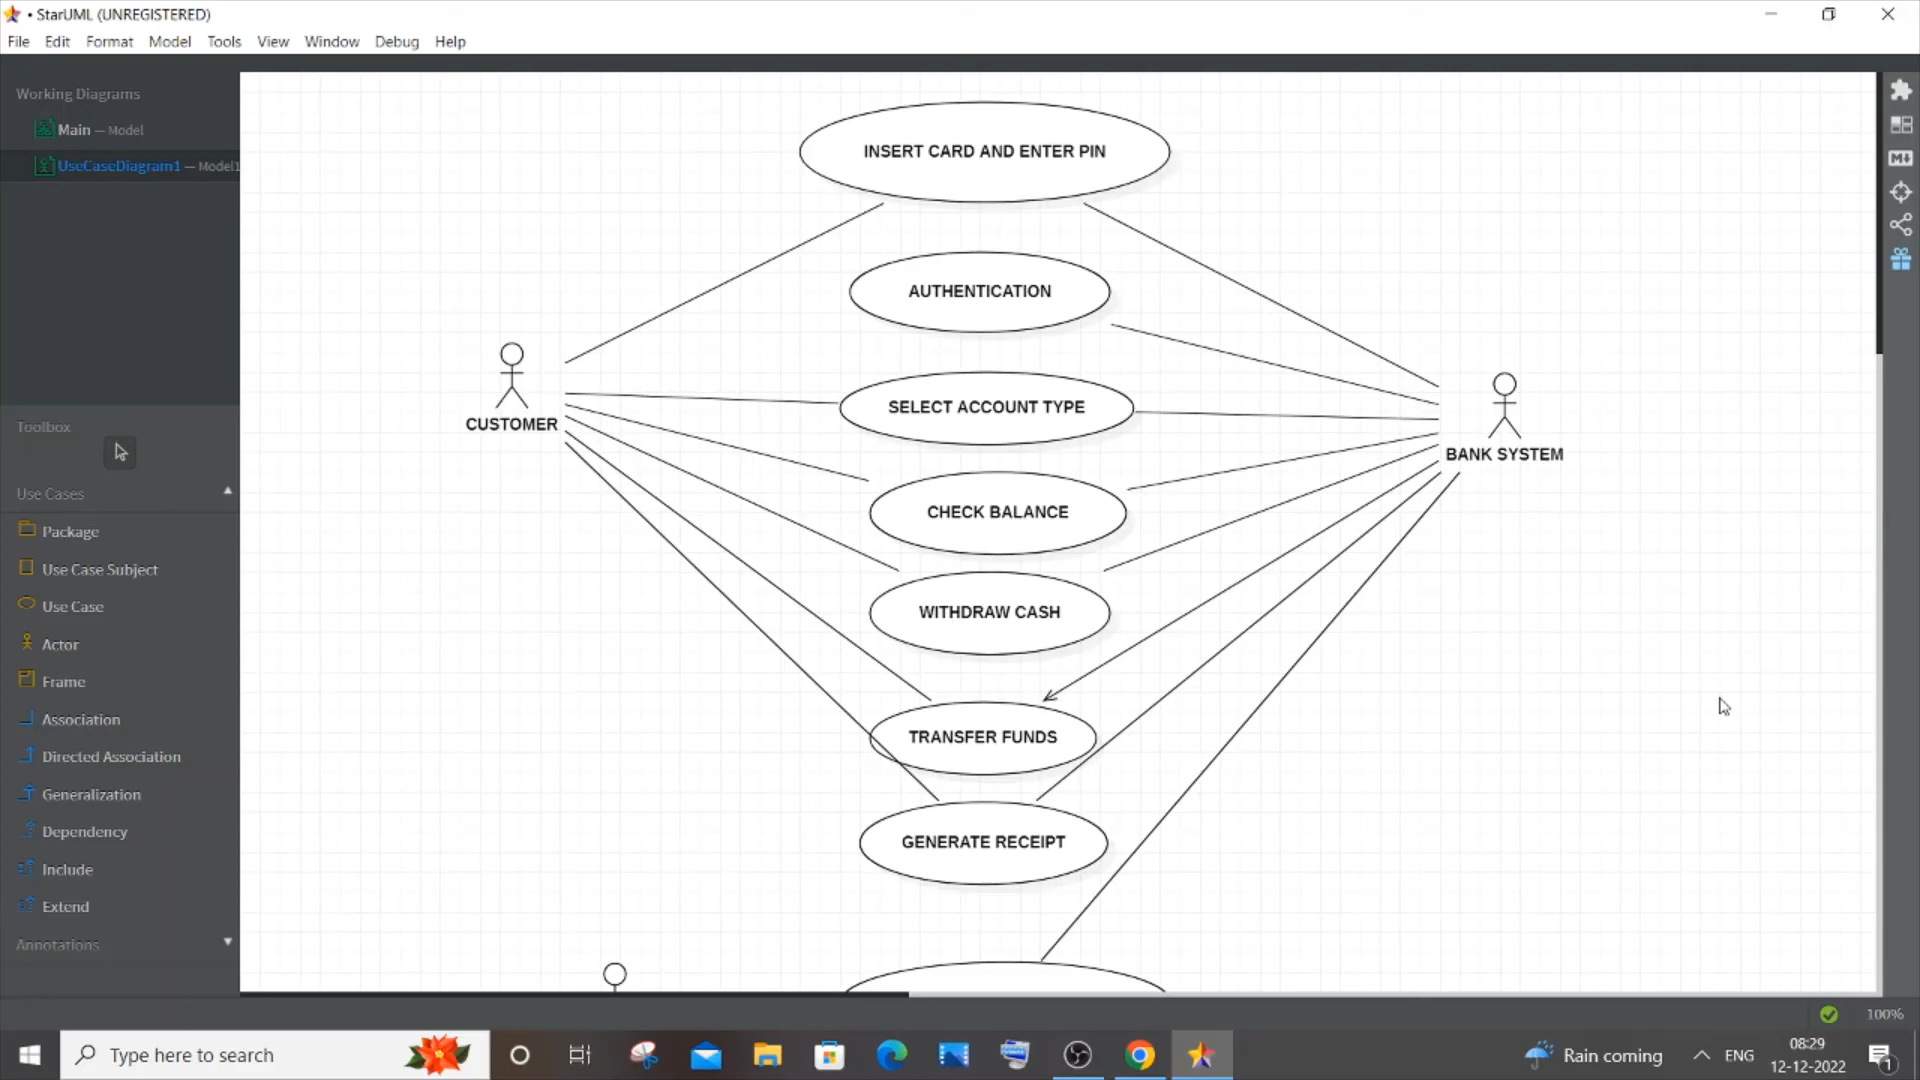 • StarUML (UNREGISTERED)
File Edit Format Model Tools View Window Debug Help
Working Diagrams
Main — Model
UseCaseDiagram1 — Model1
Toolbox
Use Cases
Package
Use Case Subject
Use Case
Actor
Frame
Association
Directed Association
Generalization
Dependency
Include
Extend
Annotations
INSERT CARD AND ENTER PIN
AUTHENTICATION
SELECT ACCOUNT TYPE
CUSTOMER
BANK SYSTEM
CHECK BALANCE
WITHDRAW CASH
TRANSFER FUNDS
GENERATE RECEIPT
M
100%
Type here to search
Rain coming
ENG
08:29
12-12-2022
1